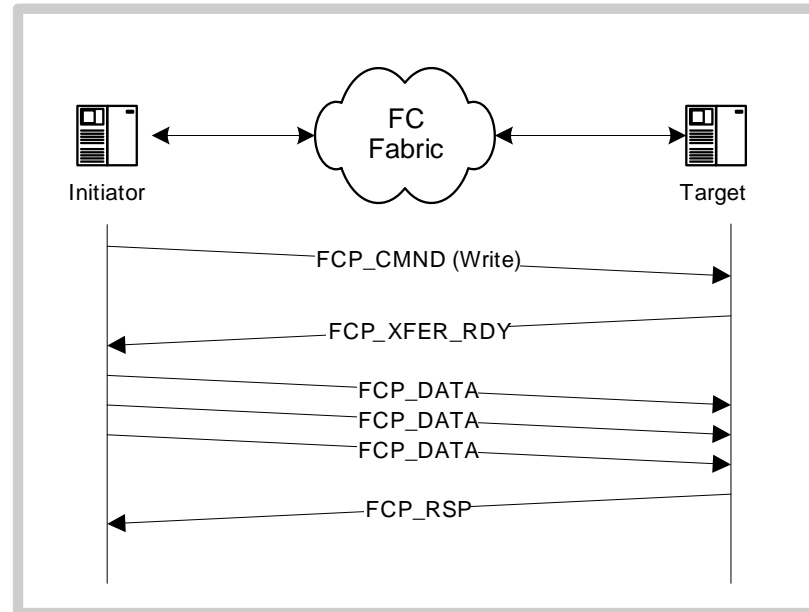 FC
Fabric
Initiator
Target
FCP_CMND (Write)
FCP_XFER_RDY
FCP_DATA
FCP_DATA
FCP_DATA
FCP_RSP